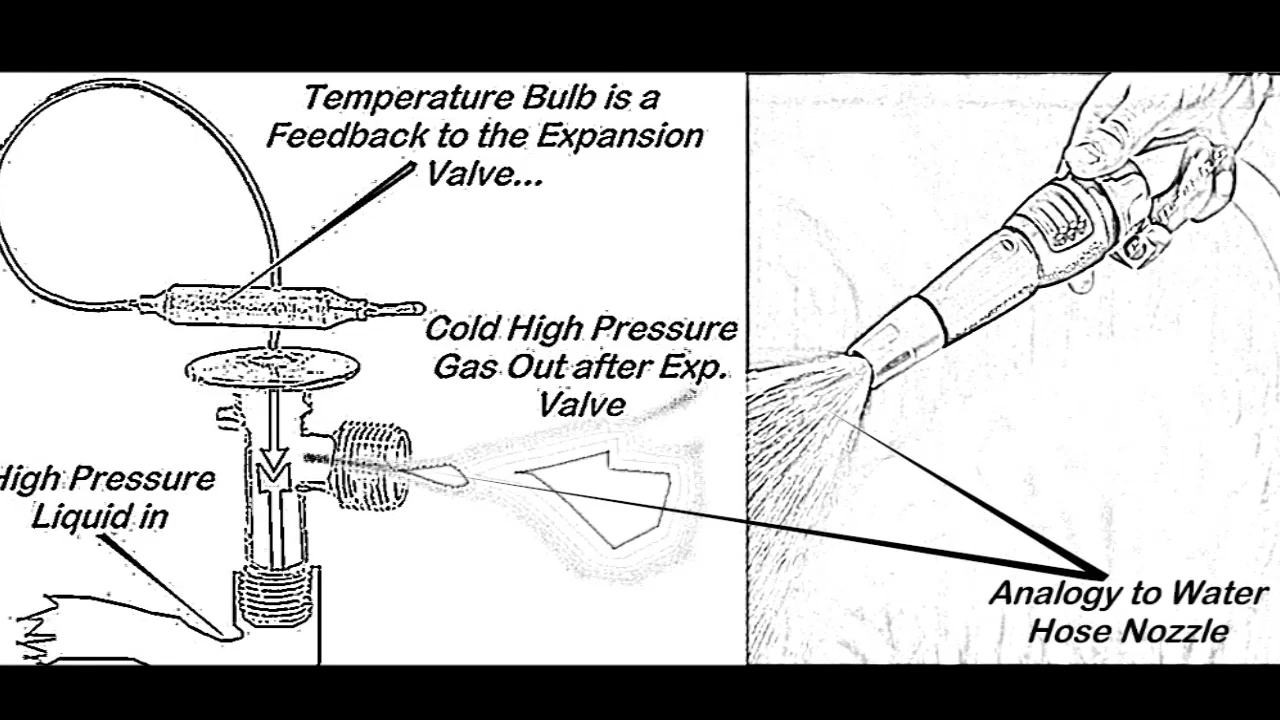 Temperature Bulb is a
Feedback to the Expansion
Valve...
Cold High Pressure
Gas Out after Exp.
Valve
High Pressure
Liquid in
Analogy to Water
Hose Nozzle